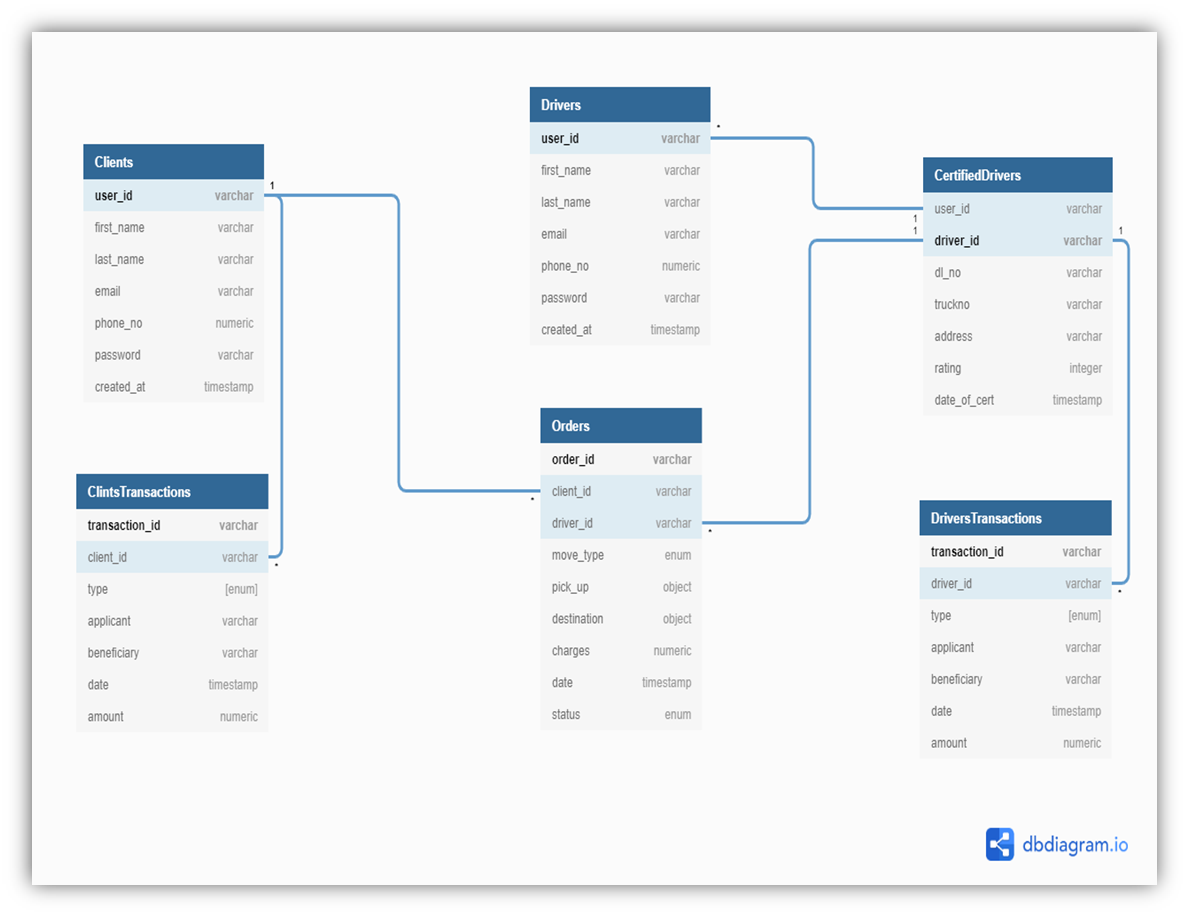 Clients
user_id varchar
first_name varchar
last_name varchar
email varchar
phone_no numeric
password varchar
created_at timestamp
1
ClintsTransactions
transaction_id varchar
client_id varchar
type [enum]
applicant varchar
beneficiary varchar
date timestamp
amount numeric
*
Drivers
user_id varchar
first_name varchar
last_name varchar
email varchar
phone_no numeric
password varchar
created_at timestamp
*
Orders
order_id varchar
client_id varchar
driver_id varchar
move_type enum
pick_up object
destination object
charges numeric
date timestamp
status enum
*
*
CertifiedDrivers
user_id varchar
driver_id varchar
dl_no varchar
truckno varchar
address varchar
rating integer
date_of_cert timestamp
1
1
1
DriversTransactions
transaction_id varchar
driver_id varchar
type [enum]
applicant varchar
beneficiary varchar
date timestamp
amount numeric
*
dbdiagram.io